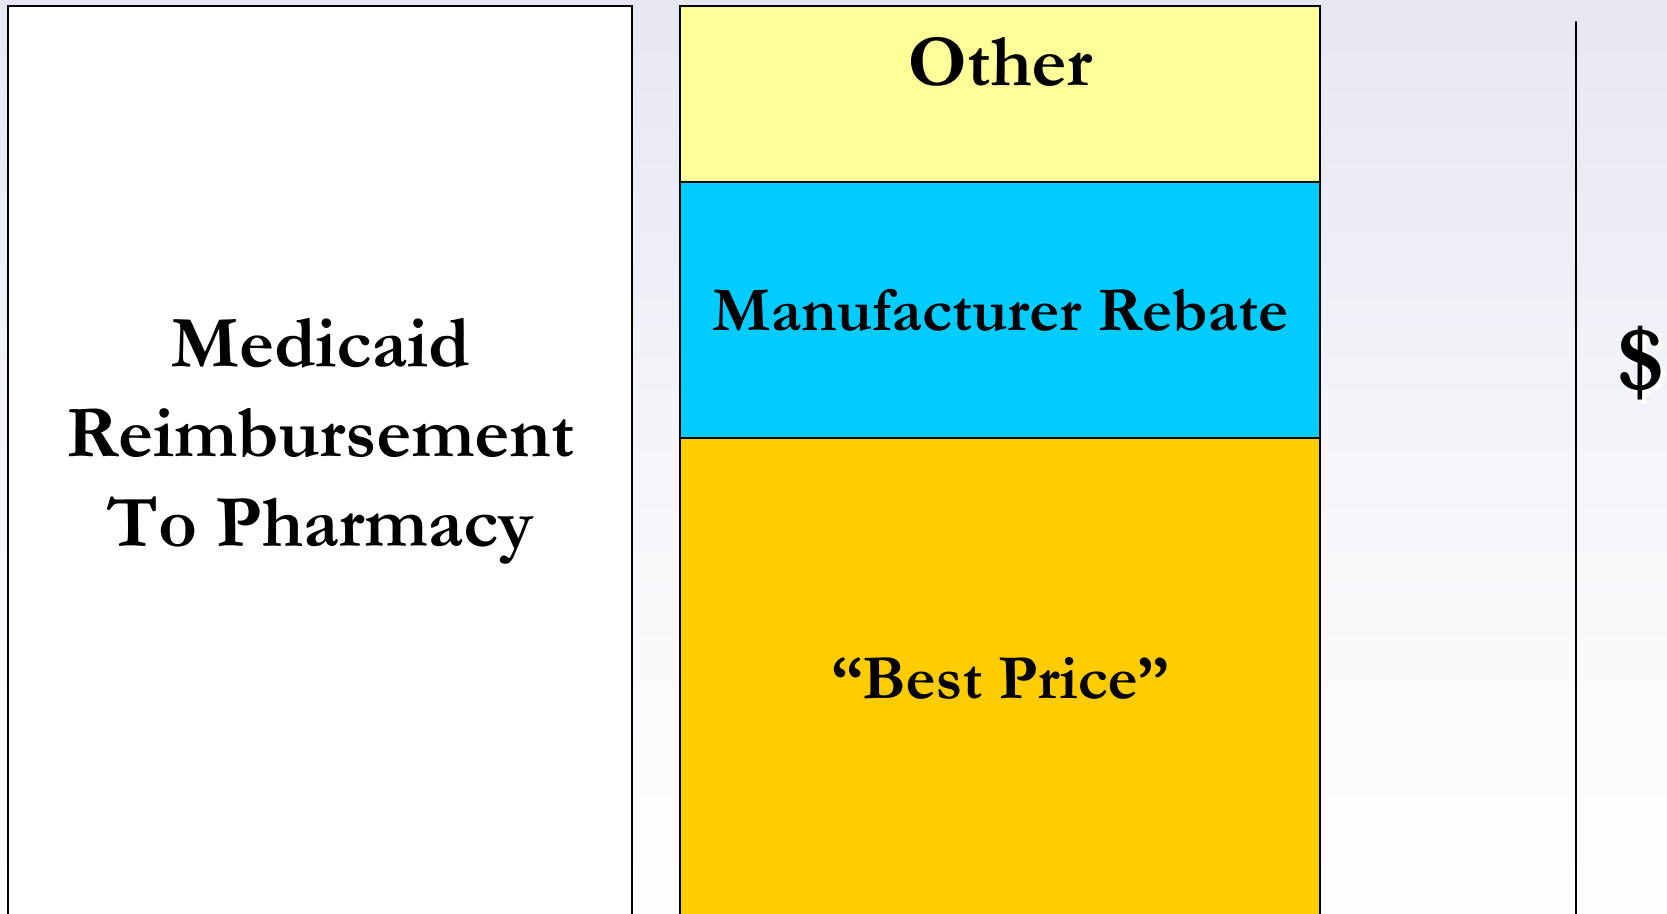 Medicaid
Reimbursement
To Pharmacy
Other
Manufacturer Rebate
“Best Price”
$